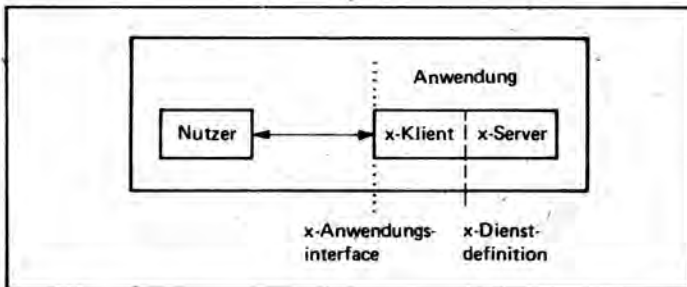 Anwendung
Nutzer
x-Klient
x-Server
x-Anwendungs-
interface
x-Dienst-
definition